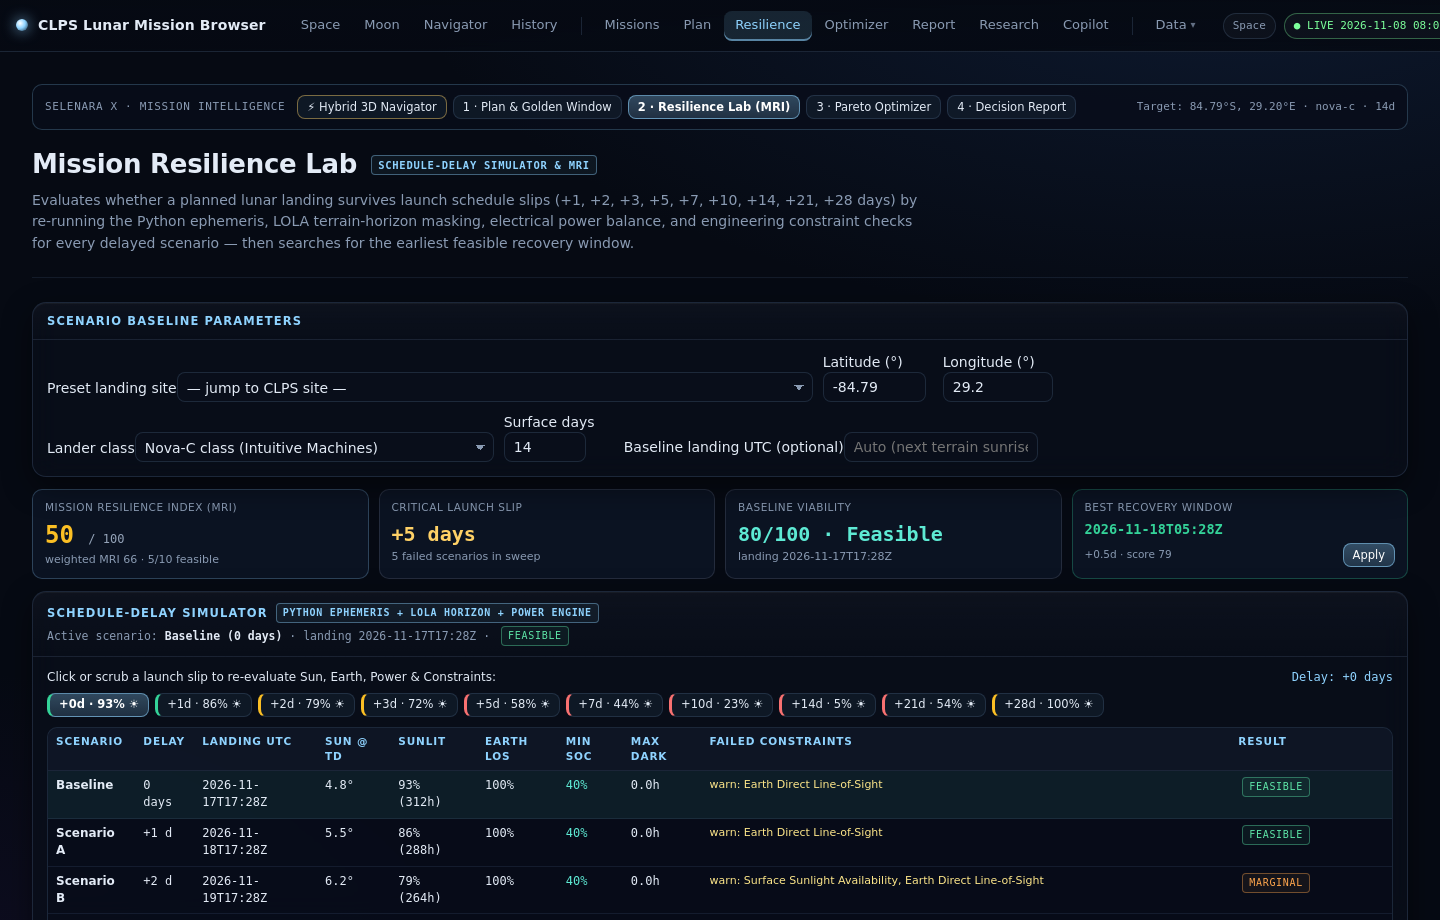 CLPS Lunar Mission Browser Space Moon Navigator History Missions Plan Resilience Optimizer Report Research Copilot Data ▾ Space ● LIVE 2026-11-08 08:0
SELENARA X · MISSION INTELLIGENCE ⚡ Hybrid 3D Navigator 1 · Plan & Golden Window 2 · Resilience Lab (MRI) 3 · Pareto Optimizer 4 · Decision Report Target: 84.79°S, 29.20°E · nova-c · 14d
Mission Resilience Lab SCHEDULE-DELAY SIMULATOR & MRI
Evaluates whether a planned lunar landing survives launch schedule slips (+1, +2, +3, +5, +7, +10, +14, +21, +28 days) by
re-running the Python ephemeris, LOLA terrain-horizon masking, electrical power balance, and engineering constraint checks
for every delayed scenario — then searches for the earliest feasible recovery window.
SCENARIO BASELINE PARAMETERS
Latitude (°) Longitude (°)
Preset landing site — jump to CLPS site — -84.79 29.2
Surface days
Lander class Nova-C class (Intuitive Machines) 14 Baseline landing UTC (optional) Auto (next terrain sunrise
MISSION RESILIENCE INDEX (MRI)
50 / 100
weighted MRI 66 · 5/10 feasible
CRITICAL LAUNCH SLIP
+5 days
5 failed scenarios in sweep
BASELINE VIABILITY
80/100 · Feasible
landing 2026-11-17T17:28Z
BEST RECOVERY WINDOW
2026-11-18T05:28Z
+0.5d · score 79 Apply
SCHEDULE-DELAY SIMULATOR PYTHON EPHEMERIS + LOLA HORIZON + POWER ENGINE
Active scenario: Baseline (0 days) · landing 2026-11-17T17:28Z · FEASIBLE
Click or scrub a launch slip to re-evaluate Sun, Earth, Power & Constraints: Delay: +0 days
+0d · 93% ☀ +1d · 86% ☀ +2d · 79% ☀ +3d · 72% ☀ +5d · 58% ☀ +7d · 44% ☀ +10d · 23% ☀ +14d · 5% ☀ +21d · 54% ☀ +28d · 100% ☀
SCENARIO DELAY LANDING UTC SUN @ TD SUNLIT EARTH LOS MIN SOC MAX DARK FAILED CONSTRAINTS RESULT
Baseline 0 days 2026-11-17T17:28Z 4.8° 93% (312h) 100% 40% 0.0h warn: Earth Direct Line-of-Sight FEASIBLE
Scenario A +1 d 2026-11-18T17:28Z 5.5° 86% (288h) 100% 40% 0.0h warn: Earth Direct Line-of-Sight FEASIBLE
Scenario B +2 d 2026-11-19T17:28Z 6.2° 79% (264h) 100% 40% 0.0h warn: Surface Sunlight Availability, Earth Direct Line-of-Sight MARGINAL